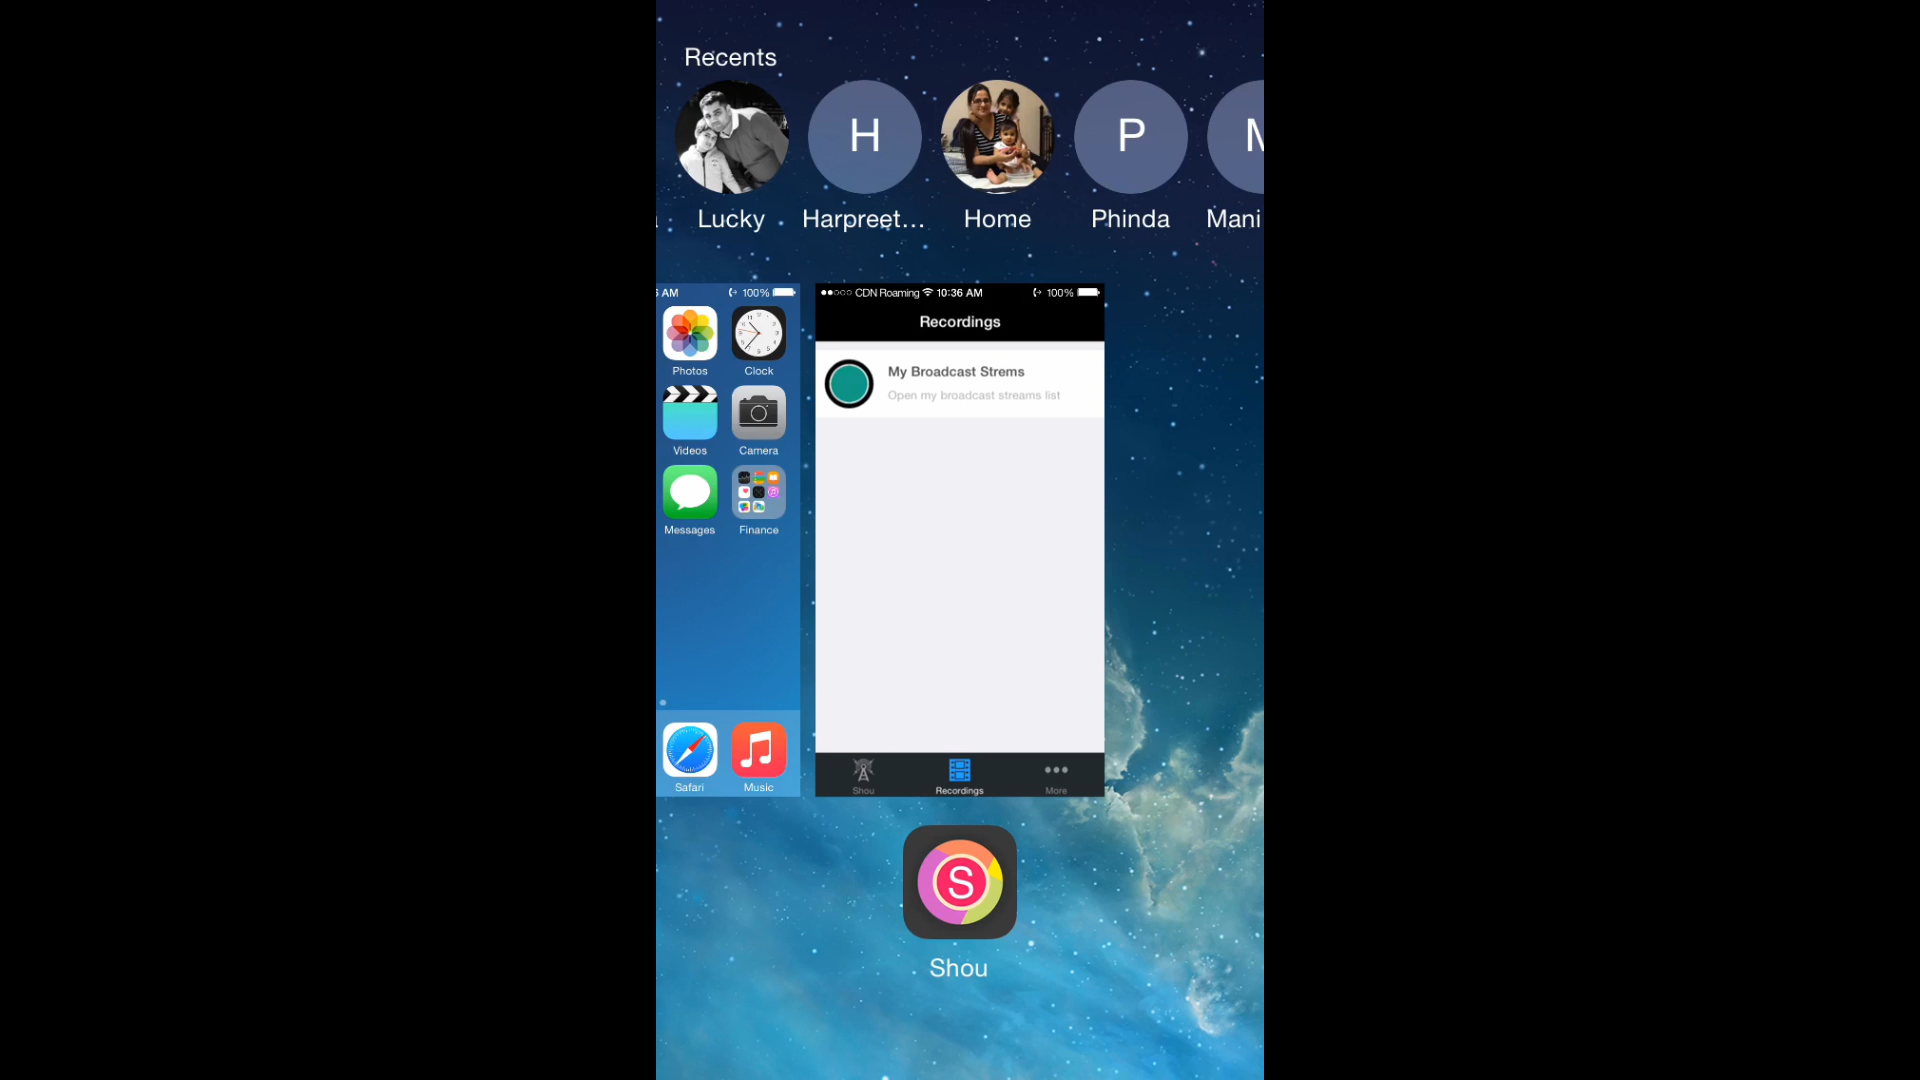 Recents
H
P
M
Lucky
Harpreet...
Home
Phinda
Mani
AM
100%
Photos
Clock
Videos
Camera
Messages
Finance
Safari
Music
CDN Roaming
10:36 AM
100%
Recordings
My Broadcast Strems
Open my broadcast streams list
Shou
Recordings
More
S
Shou